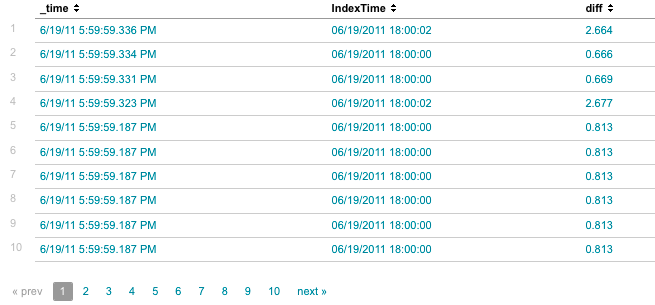 _time IndexTime diff
1 6/19/11 5:59:59.336 PM 06/19/2011 18:00:02 2.664
2 6/19/11 5:59:59.334 PM 06/19/2011 18:00:00 0.666
3 6/19/11 5:59:59.331 PM 06/19/2011 18:00:00 0.669
4 6/19/11 5:59:59.323 PM 06/19/2011 18:00:02 2.677
5 6/19/11 5:59:59.187 PM 06/19/2011 18:00:00 0.813
6 6/19/11 5:59:59.187 PM 06/19/2011 18:00:00 0.813
7 6/19/11 5:59:59.187 PM 06/19/2011 18:00:00 0.813
8 6/19/11 5:59:59.187 PM 06/19/2011 18:00:00 0.813
9 6/19/11 5:59:59.187 PM 06/19/2011 18:00:00 0.813
10 6/19/11 5:59:59.187 PM 06/19/2011 18:00:00 0.813
« prev 1 2 3 4 5 6 7 8 9 10 next »